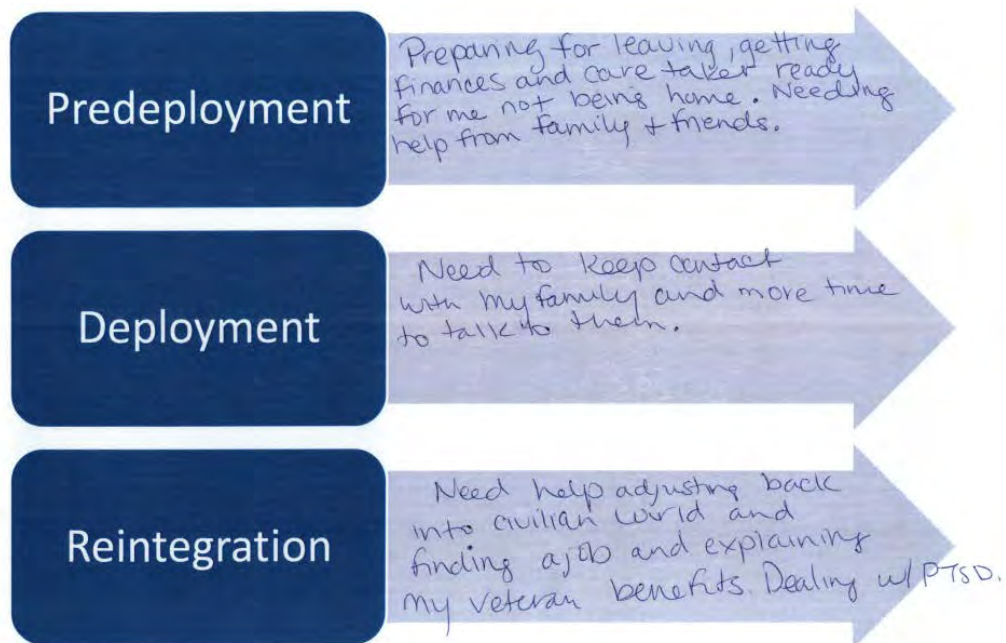 Predeployment
Preparing for leaving, getting
finances and care taker ready
for me not being home. Needing
help from family + friends.
Deployment
Need to keep contact
with my family and more time
to talk to them.
Reintegration
Need help adjusting back
into civilian world and
finding a job and explaining
my veteran benefits. Dealing w/ PTSD.